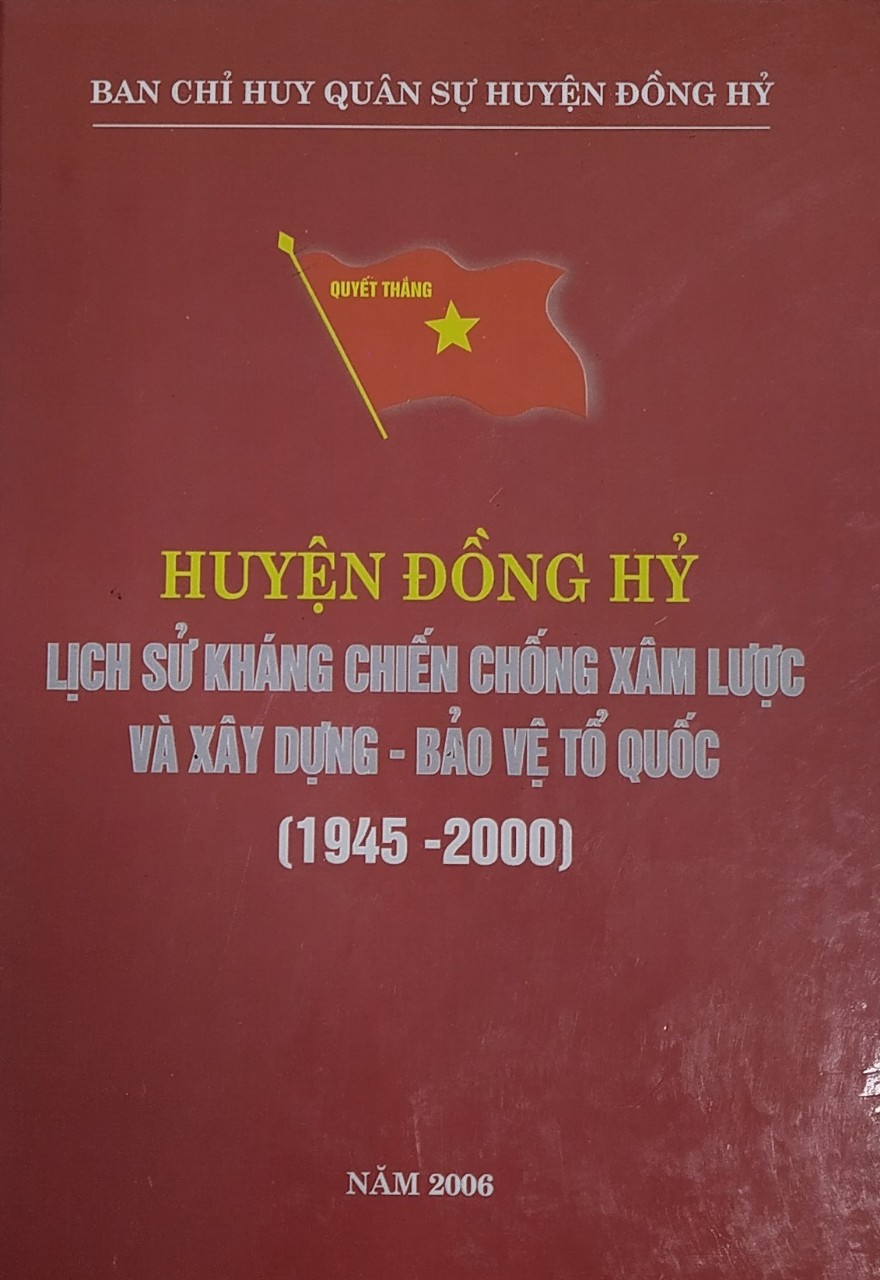 BAN CHỈ HUY QUÂN SỰ HUYỆN ĐỒNG HỶ
QUYẾT THẮNG
HUYỆN ĐỒNG HỶ
LỊCH SỬ KHÁNG CHIẾN CHỐNG XÂM LƯỢC
VÀ XÂY DỰNG - BẢO VỆ TỔ QUỐC
(1945 -2000)
NĂM 2006